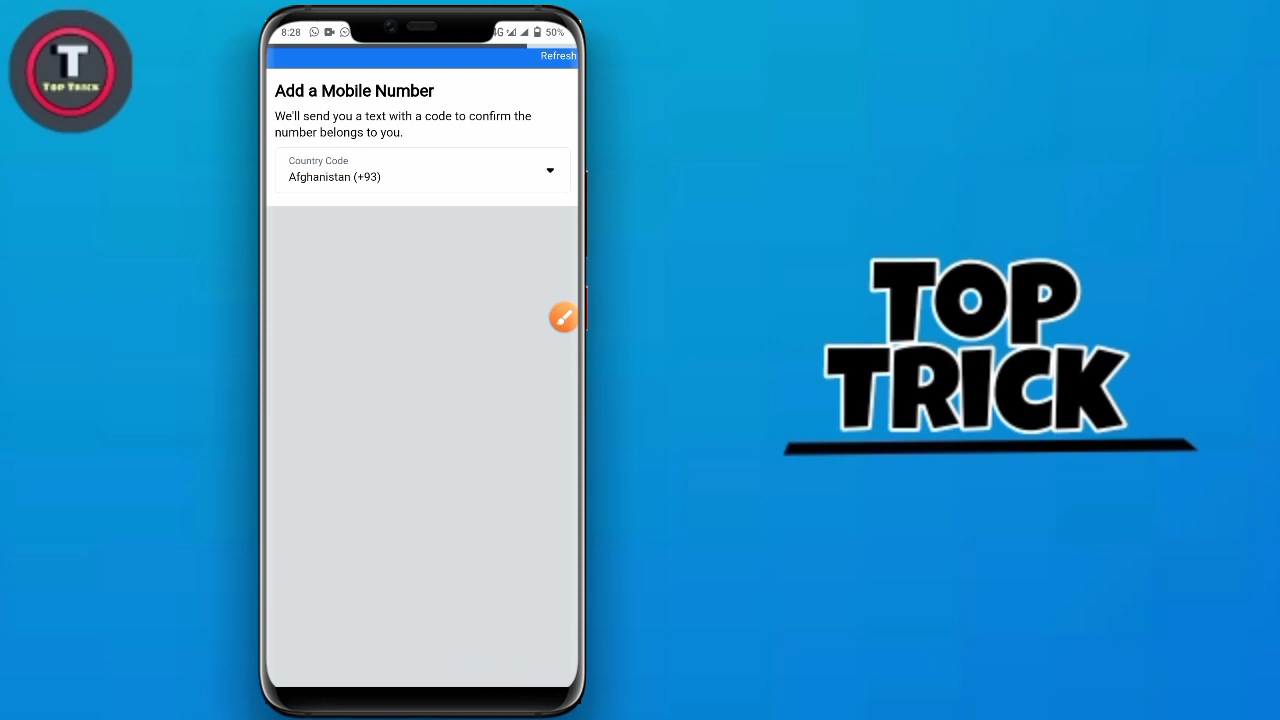 T
TOP TRICK
8:28
4G
50%
Refresh
Add a Mobile Number
We'll send you a text with a code to confirm the
number belongs to you.
Country Code
Afghanistan (+93)
TOP
TRICK